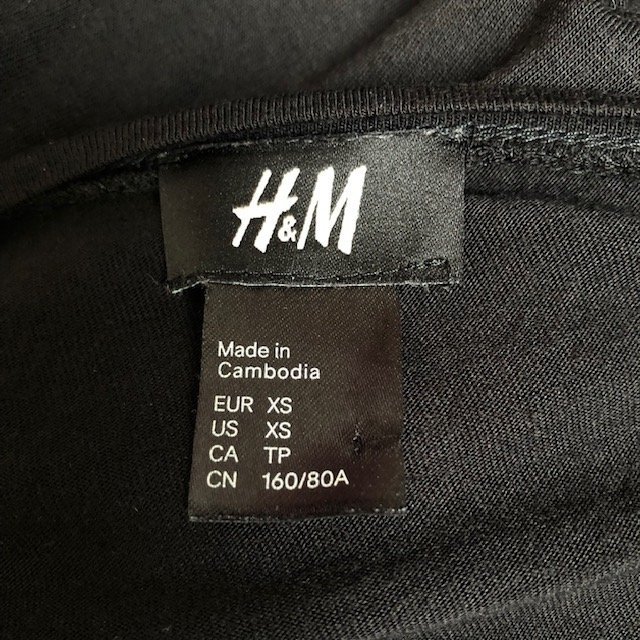 H&M
Made in
Cambodia
EUR XS
US XS
CA TP
CN 160/80A